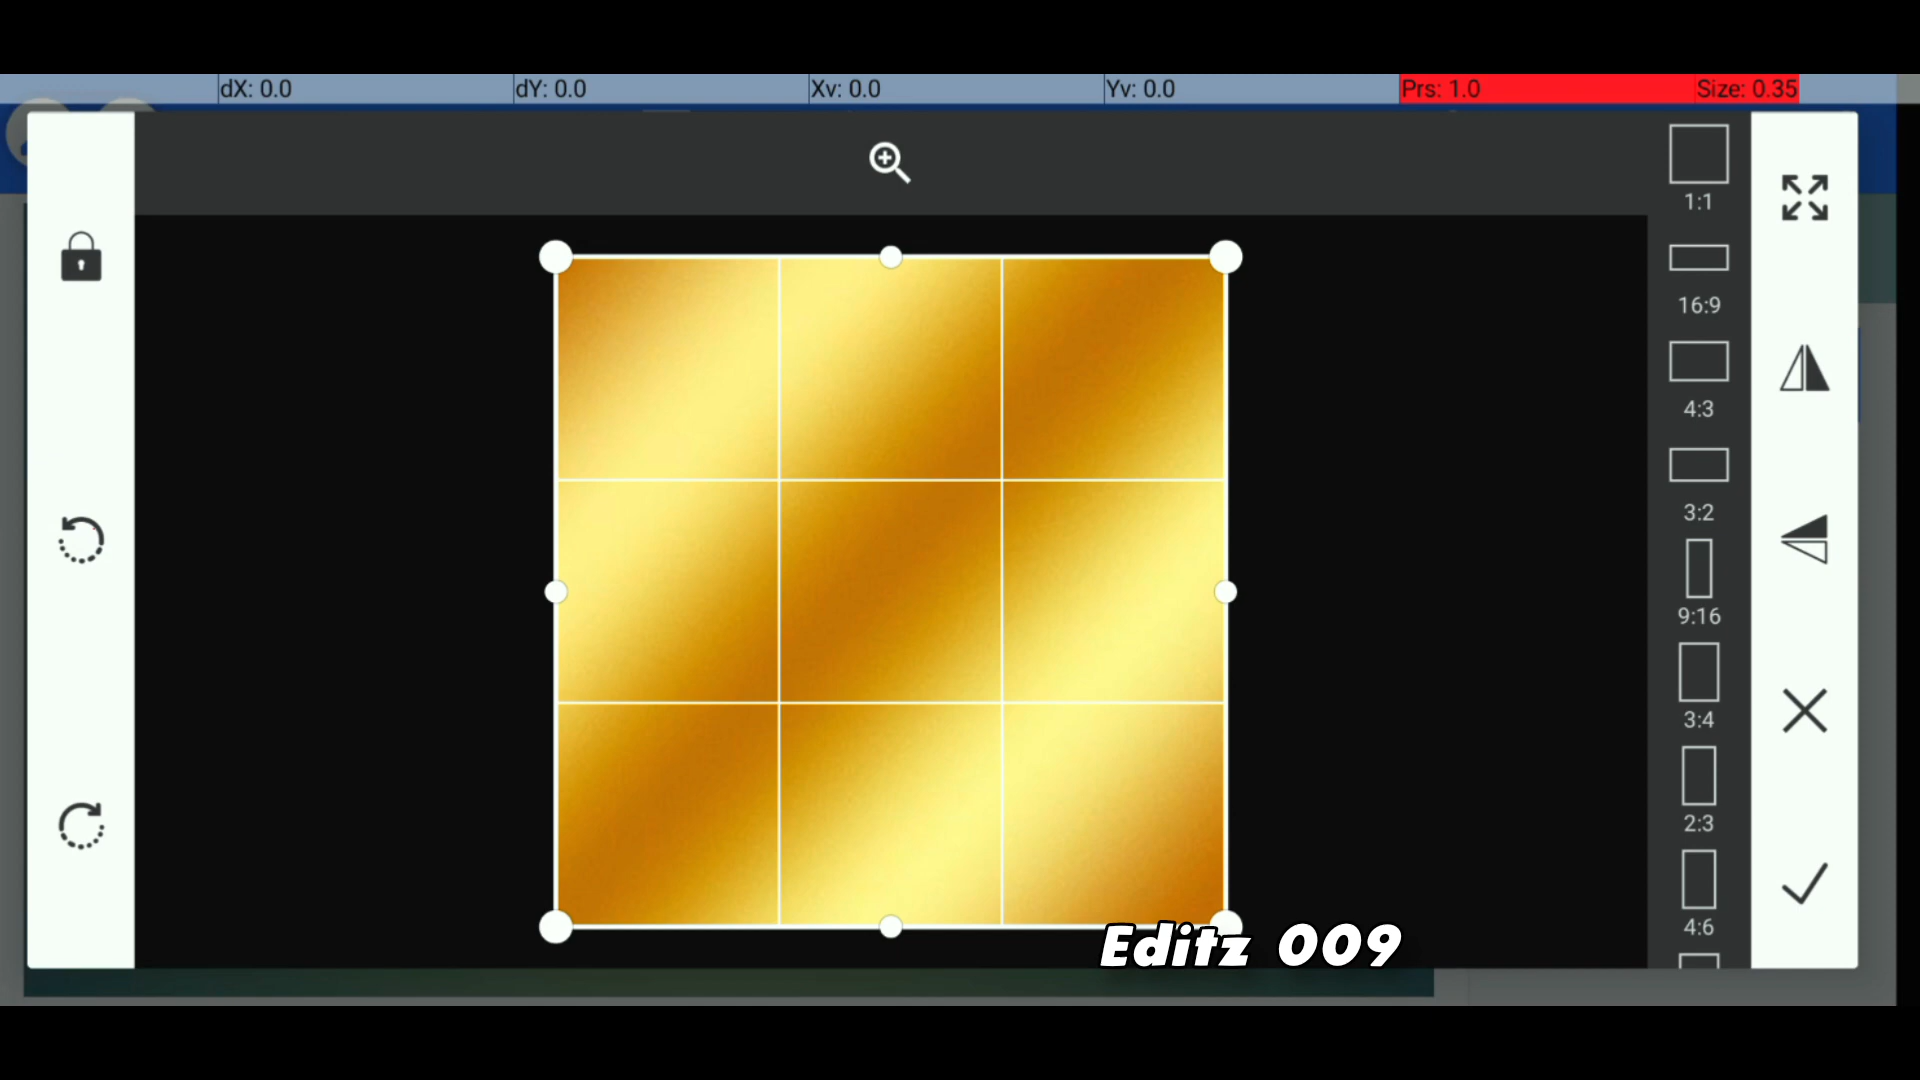 dX: 0.0
dY: 0.0
Xv: 0.0
Yv: 0.0
Prs: 1.0
Size: 0.35
1:1
16:9
4:3
3:2
9:16
3:4
2:3
4:6
Editz 009